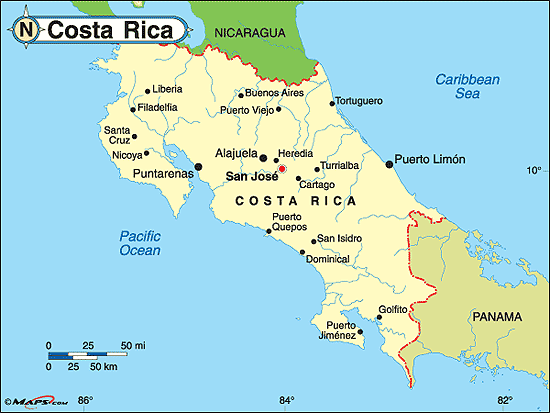 N Costa Rica
NICARAGUA
Caribbean
Sea
Liberia
Buenos Aires
Filadelfia
Puerto Viejo
Tortuguero
Santa
Cruz
Nicoya
Alajuela
Heredia
Puntarenas
San José
Turrialba
Puerto Limón
Cartago
COSTA RICA
Puerto
Quepos
San Isidro
Dominical
Pacific
Ocean
Golfito
Puerto
Jiménez
PANAMA
0 25 50 mi
0 25 50 km
MAPS.COM
86°
84°
82°
10°